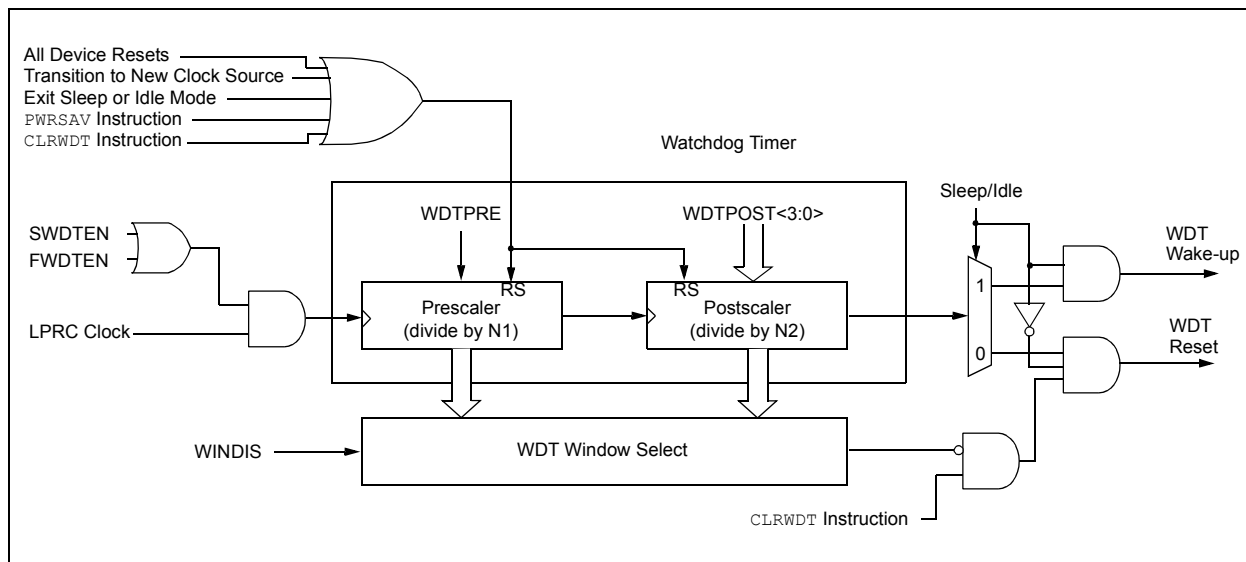 All Device Resets
Transition to New Clock Source
Exit Sleep or Idle Mode
PWRSAV Instruction
CLRWDT Instruction
Watchdog Timer
Sleep/Idle
WDTPRE
WDTPOST<3:0>
SWDTEN
FWDTEN
WDT
Wake-up
RS
RS
1
Prescaler
(divide by N1)
Postscaler
(divide by N2)
LPRC Clock
WDT
Reset
0
WINDIS
WDT Window Select
CLRWDT Instruction